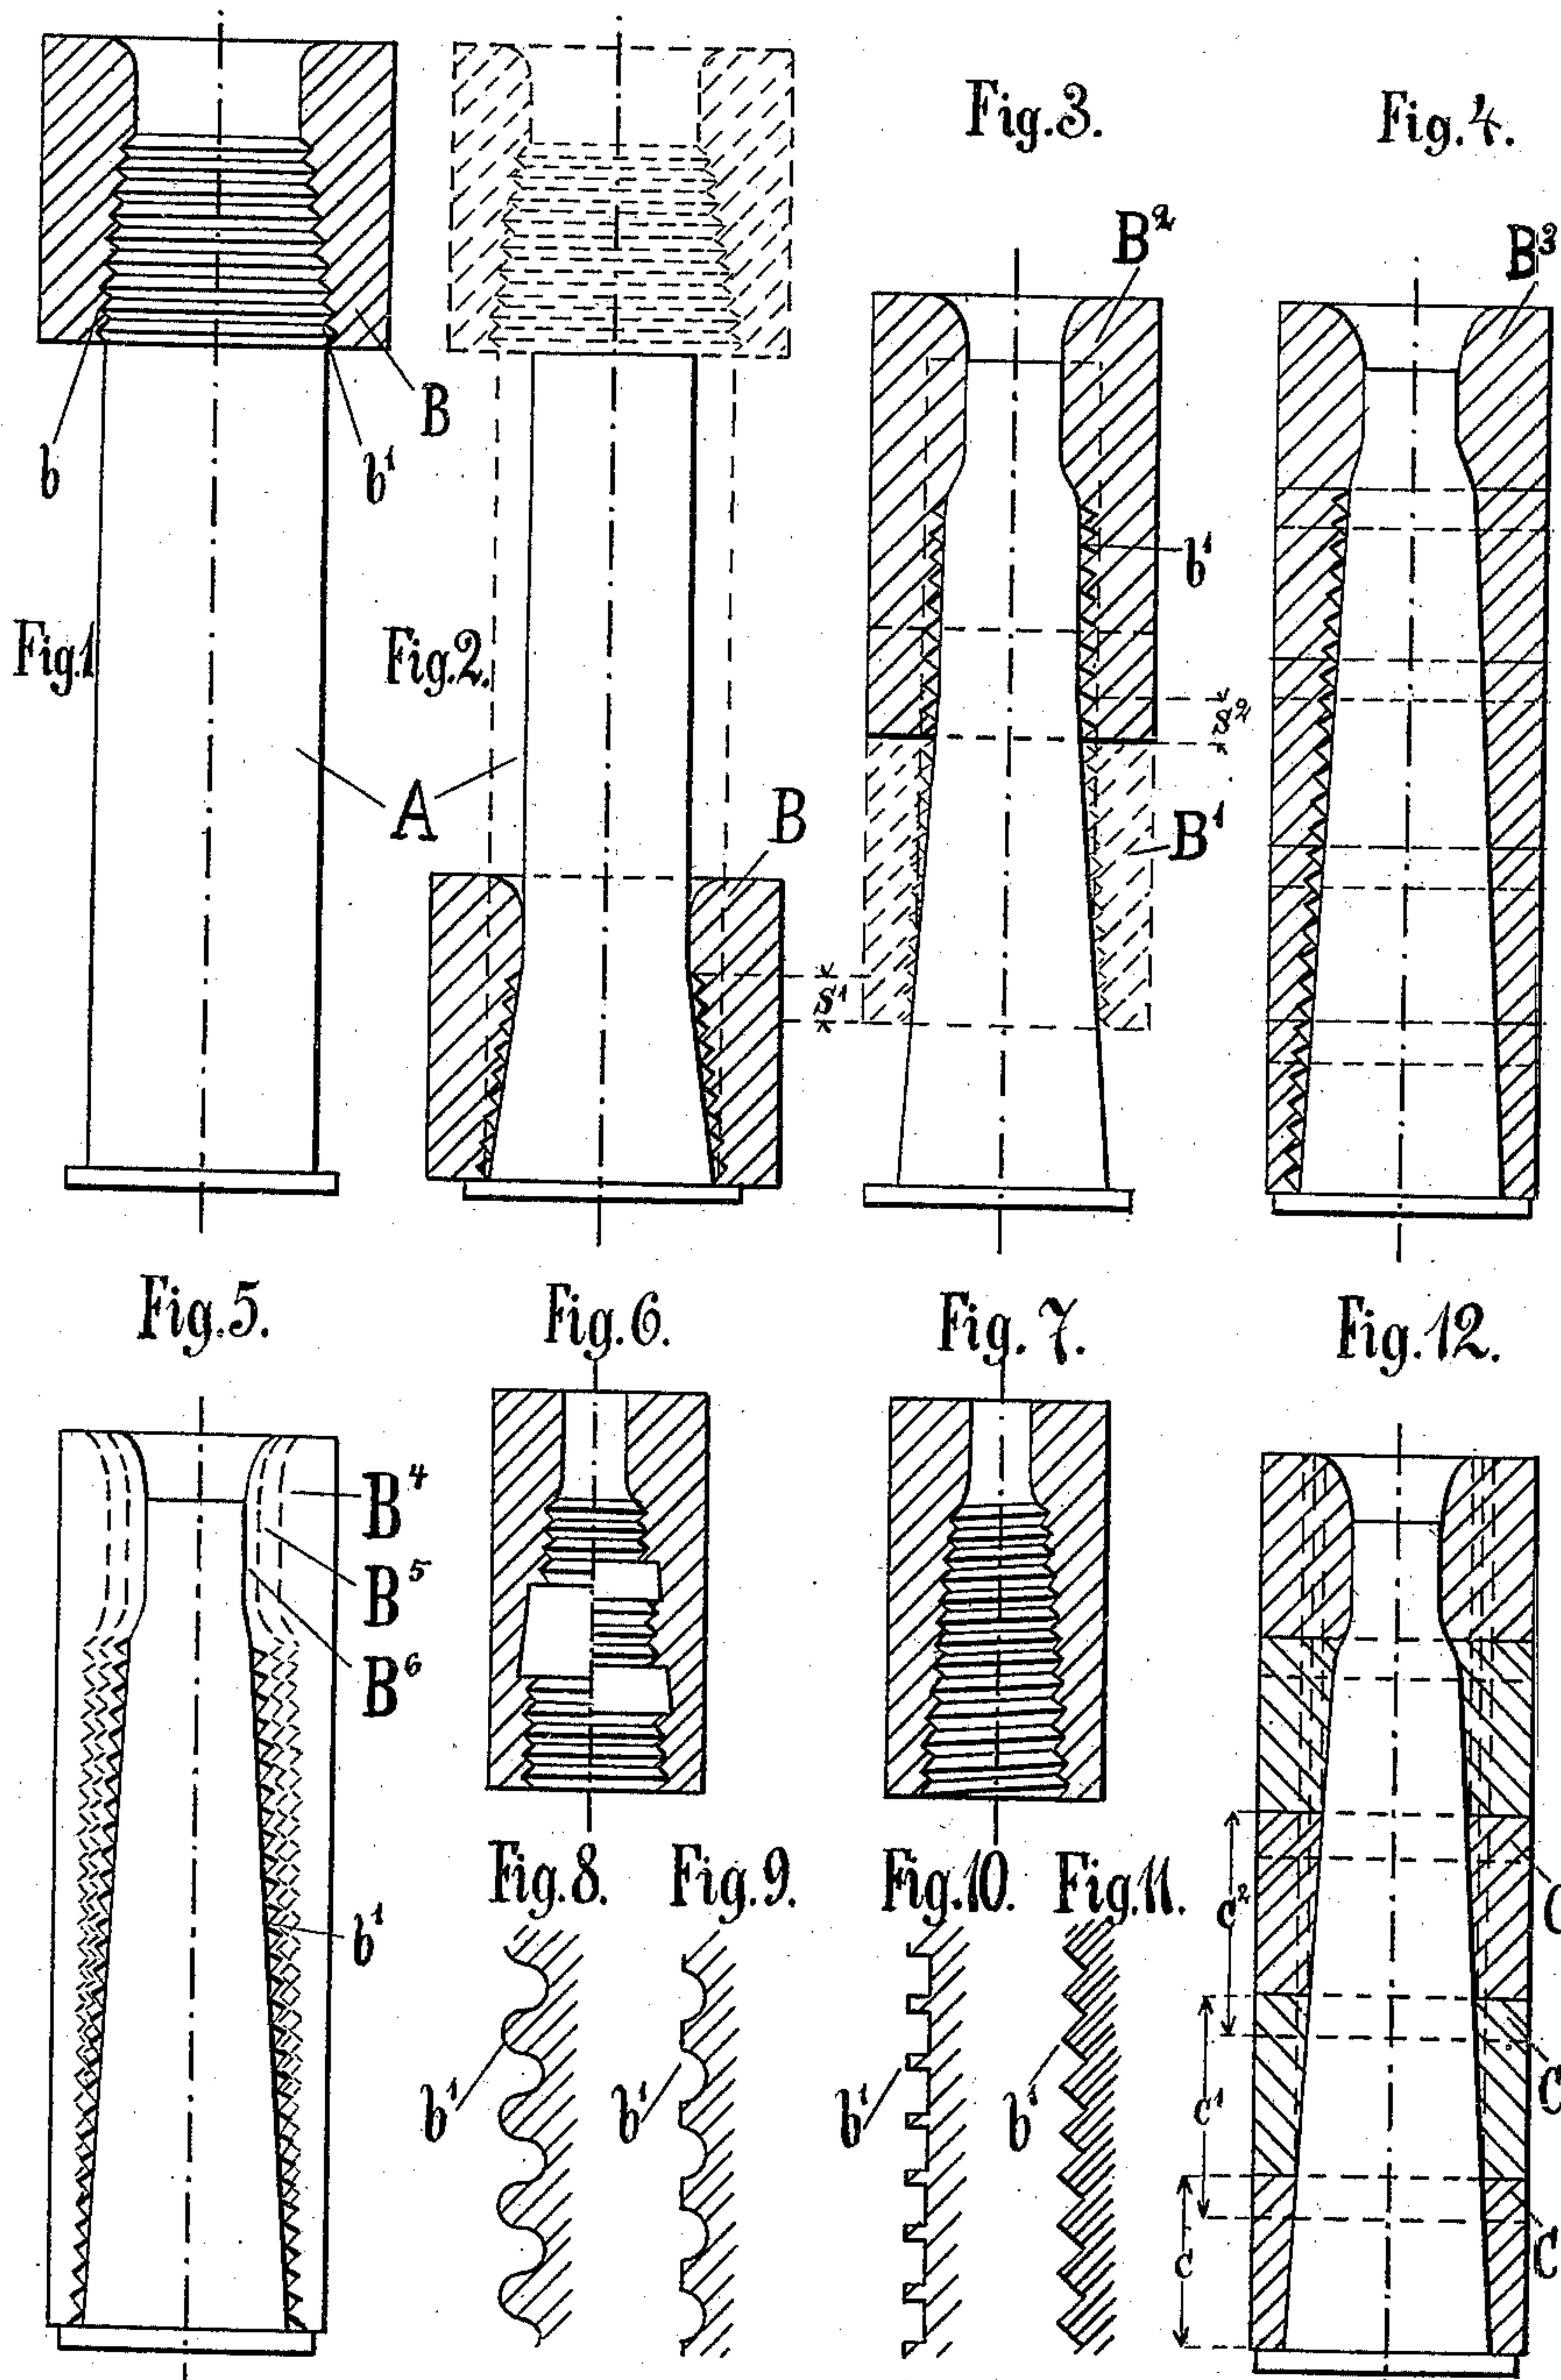 Fig.3.
Fig.4.
B²
B³
B
b
b¹
b¹
Fig.1
Fig.2.
s²
A
B
B¹
s¹
Fig.5.
Fig.6.
Fig.7.
Fig.12.
B⁴
B⁵
B⁶
b¹
Fig.8.
Fig.9.
Fig.10.
Fig.11.
c²
C
b¹
b¹
b¹
b¹
c¹
C
c
C